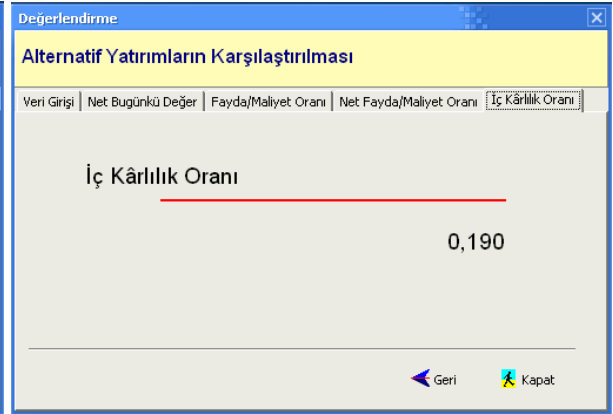 Değerlendirme
Alternatif Yatırımların Karşılaştırılması
Veri Girişi Net Bugünkü Değer Fayda/Maliyet Oranı Net Fayda/Maliyet Oranı İç Kârlılık Oranı
İç Kârlılık Oranı
0,190
Geri Kapat